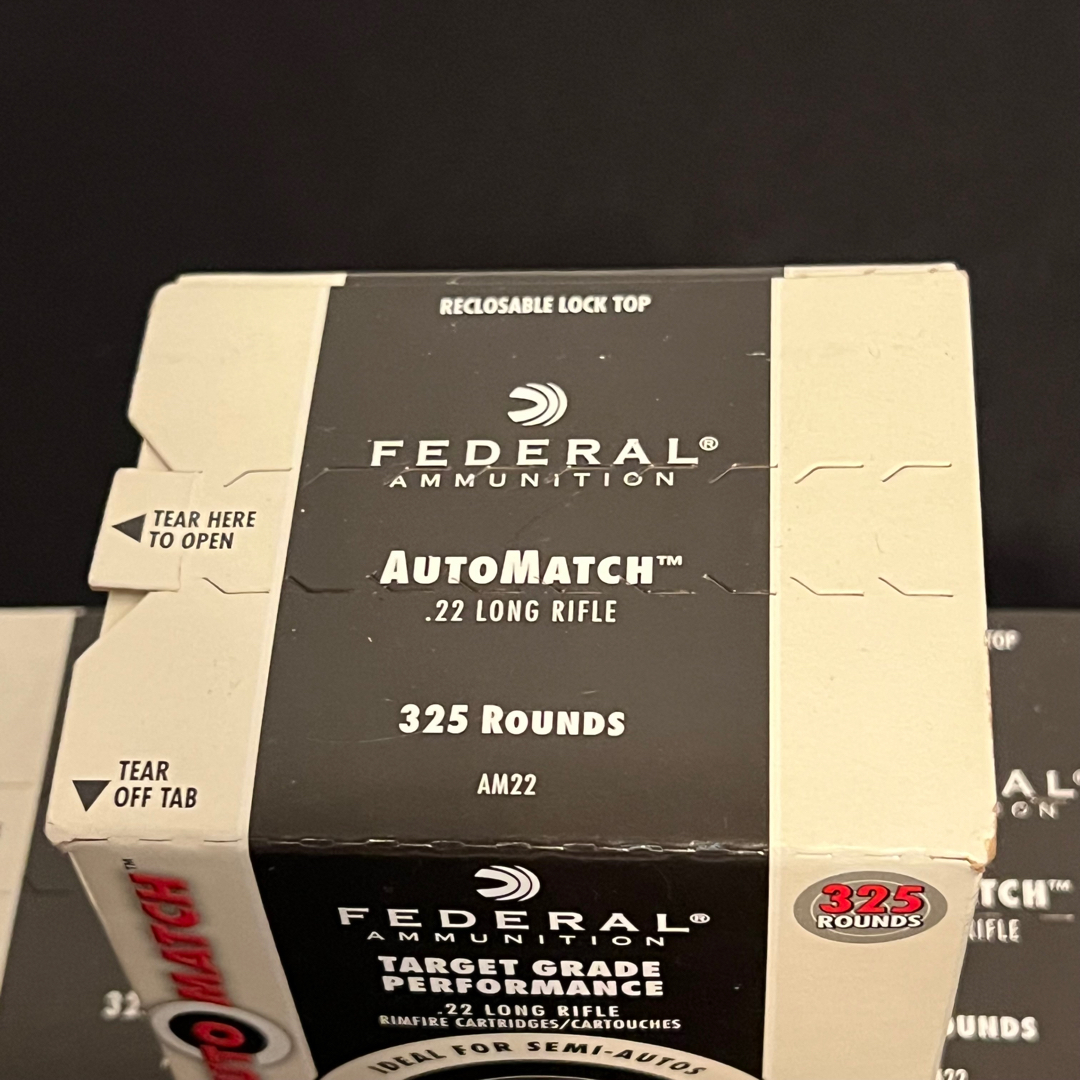 RECLOSABLE LOCK TOP
FEDERAL®
AMMUNITION
AUTOMATCH™
.22 LONG RIFLE
325 ROUNDS
AM22
TEAR HERE
TO OPEN
TEAR
OFF TAB
AUTOMATCH™
FEDERAL®
AMMUNITION
TARGET GRADE
PERFORMANCE
.22 LONG RIFLE
RIMFIRE CARTRIDGES/CARTOUCHES
IDEAL FOR SEMI-AUTOS
325
ROUNDS